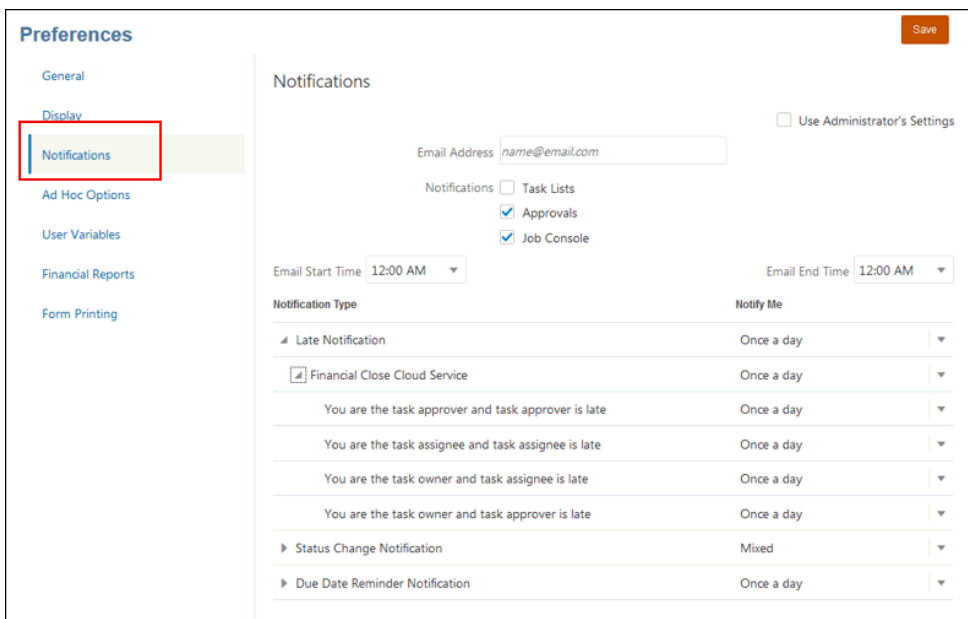 Preferences
Save
General
Display
Notifications
Ad Hoc Options
User Variables
Financial Reports
Form Printing
Notifications
Use Administrator's Settings
Email Address name@email.com
Notifications Task Lists
Approvals
Job Console
Email Start Time 12:00 AM Email End Time 12:00 AM
Notification Type Notify Me
Late Notification Once a day
Financial Close Cloud Service Once a day
You are the task approver and task approver is late Once a day
You are the task assignee and task assignee is late Once a day
You are the task owner and task assignee is late Once a day
You are the task owner and task approver is late Once a day
Status Change Notification Mixed
Due Date Reminder Notification Once a day